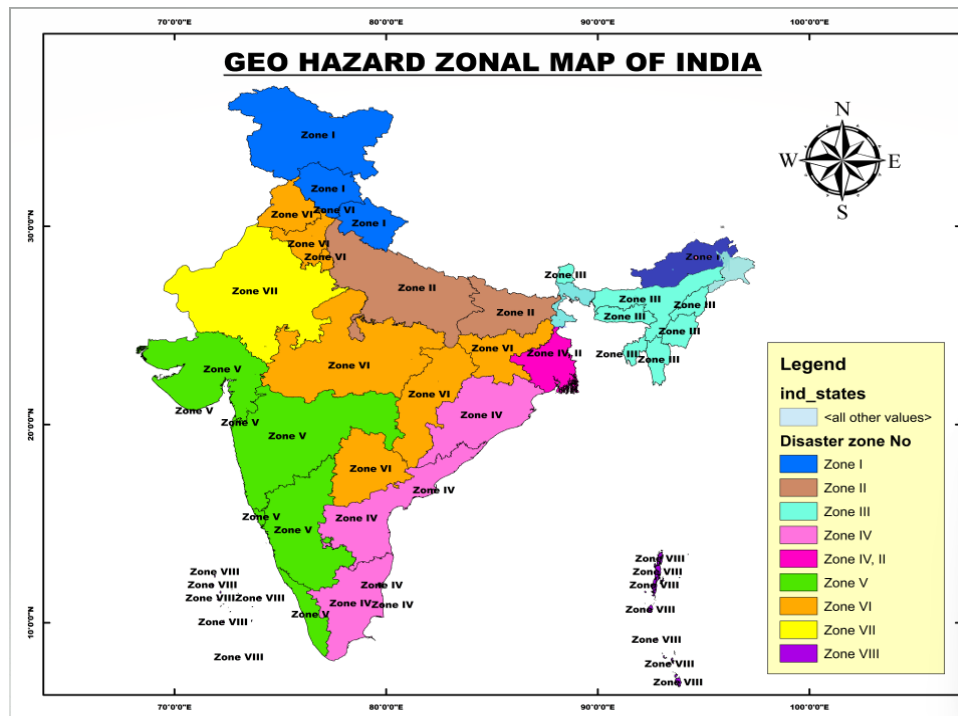 70°0'0"E 80°0'0"E 90°0'0"E 100°0'0"E
GEO HAZARD ZONAL MAP OF INDIA
N
W E
S
Zone I
Zone I
Zone VI
Zone VI
Zone I
30°0'0"N
Zone VI
Zone VI
Zone I
Zone III
Zone VII
Zone II
Zone III
Zone III
Zone II
Zone III
Zone III
Zone VI
Zone IV, II
Zone III
Zone III
Zone V
Zone VI
Zone VI
Zone V
Zone IV
Zone V
20°0'0"N
Zone V
Zone VI
Zone IV
Zone V
Zone IV
Zone V
Zone VIII
Zone VIII
Zone VIII
Zone VIII
Zone VIII
Zone IV
Zone VIII
Zone VIII
Zone VIII
Zone IV
Zone IV
Zone VIII
Zone V
10°0'0"N
Zone VIII
Zone VIII
Zone VIII
Zone VIII
Zone VIII
Legend
ind_states
<all other values>
Disaster zone No
Zone I
Zone II
Zone III
Zone IV
Zone IV, II
Zone V
Zone VI
Zone VII
Zone VIII
70°0'0"E 80°0'0"E 90°0'0"E 100°0'0"E